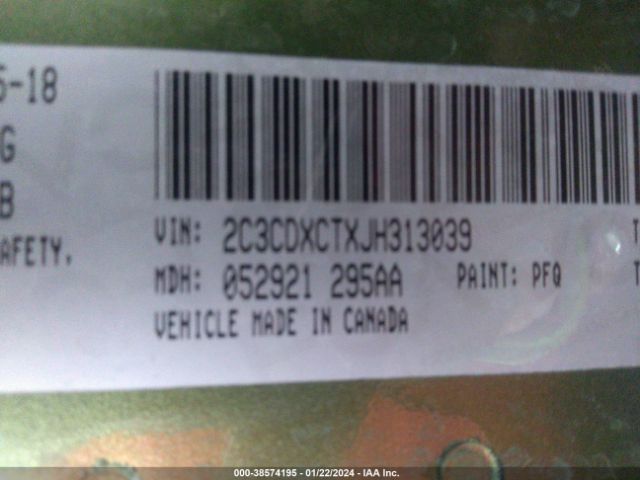 5-18
G
B
AFETY.
VIN: 2C3CDXCTXJH313039
MDH: 052921 295AA PAINT: PFQ
VEHICLE MADE IN CANADA
T
T
000-38574195 - 01/22/2024 - IAA Inc.